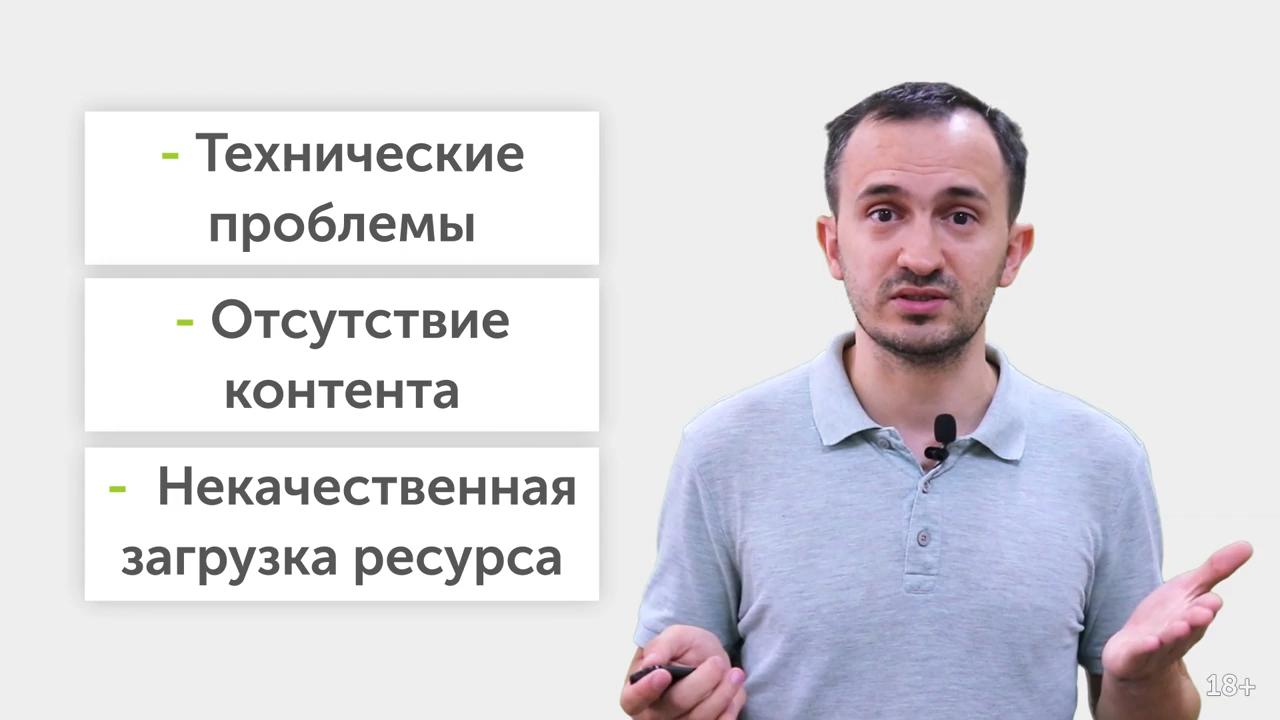 - Технические
проблемы
- Отсутствие
контента
- Некачественная
загрузка ресурса
18+